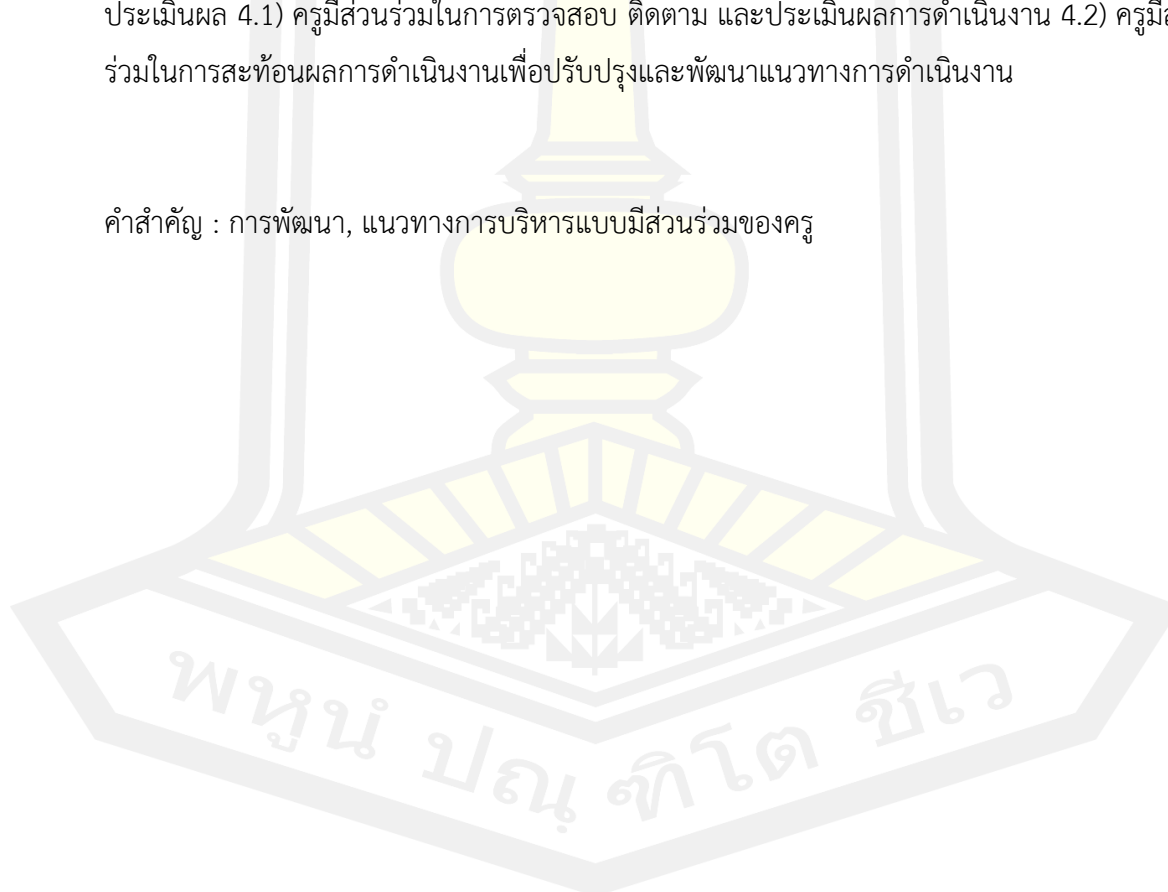 ประเมินผล 4.1) ครูมีส่วนร่วมในการตรวจสอบ ติดตาม และประเมินผลการดำเนินงาน 4.2)
ร่วมในการสะท้อนผลการดำเนินงานเพื่อปรับปรุงและพัฒนาแนวทางการดำเนินงาน
คำสำคัญ : การพัฒนา, แนวทางการบริหารแบบมีส่วนร่วมของครู
พหูนํ ปณฺฑิโต ชีเว